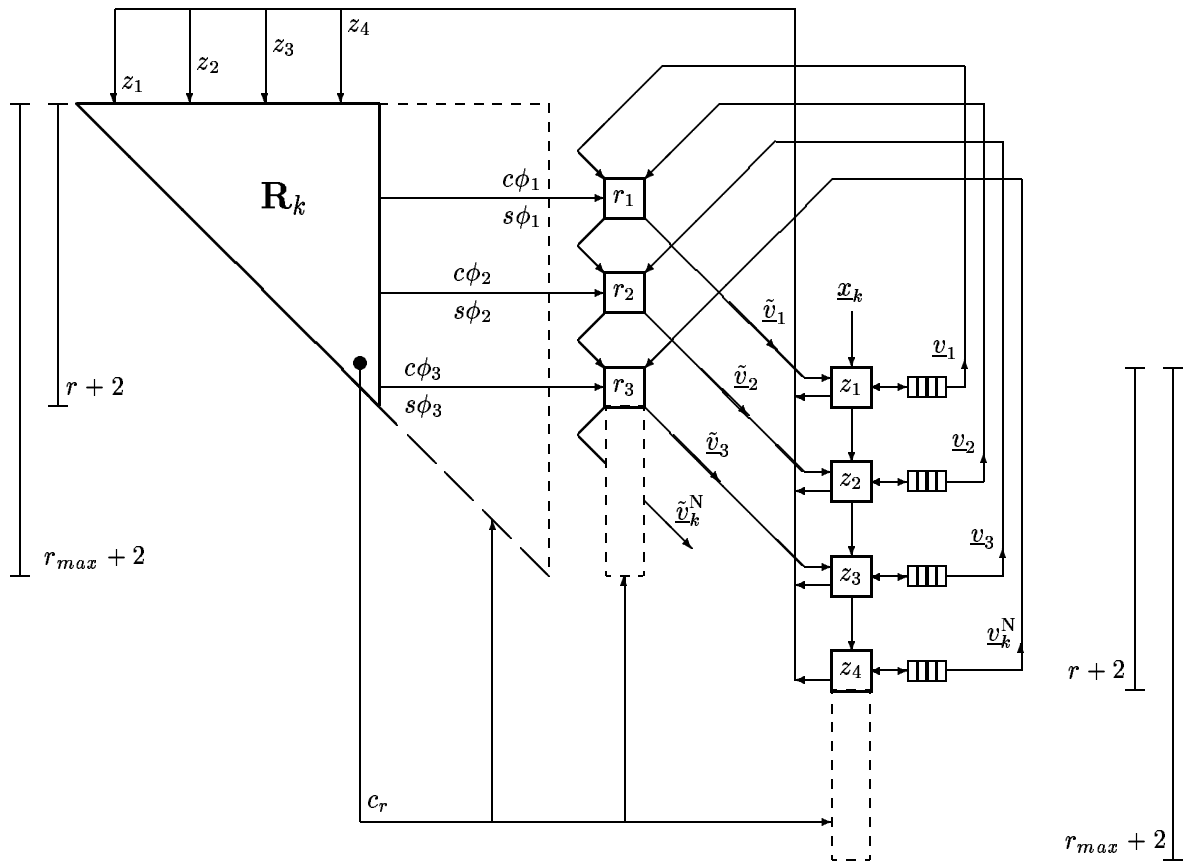 z₄
z₃
z₂
z₁
R_k
cϕ₁
sϕ₁
r₁
cϕ₂
sϕ₂
r₂
x_k
ṽ₁
v₁
cϕ₃
sϕ₃
r₃
ṽ₂
z₁
r + 2
ṽ₃
v₂
z₂
ṽ_k^N
v₃
r_max + 2
z₃
v_k^N
z₄
r + 2
c_r
r_max + 2